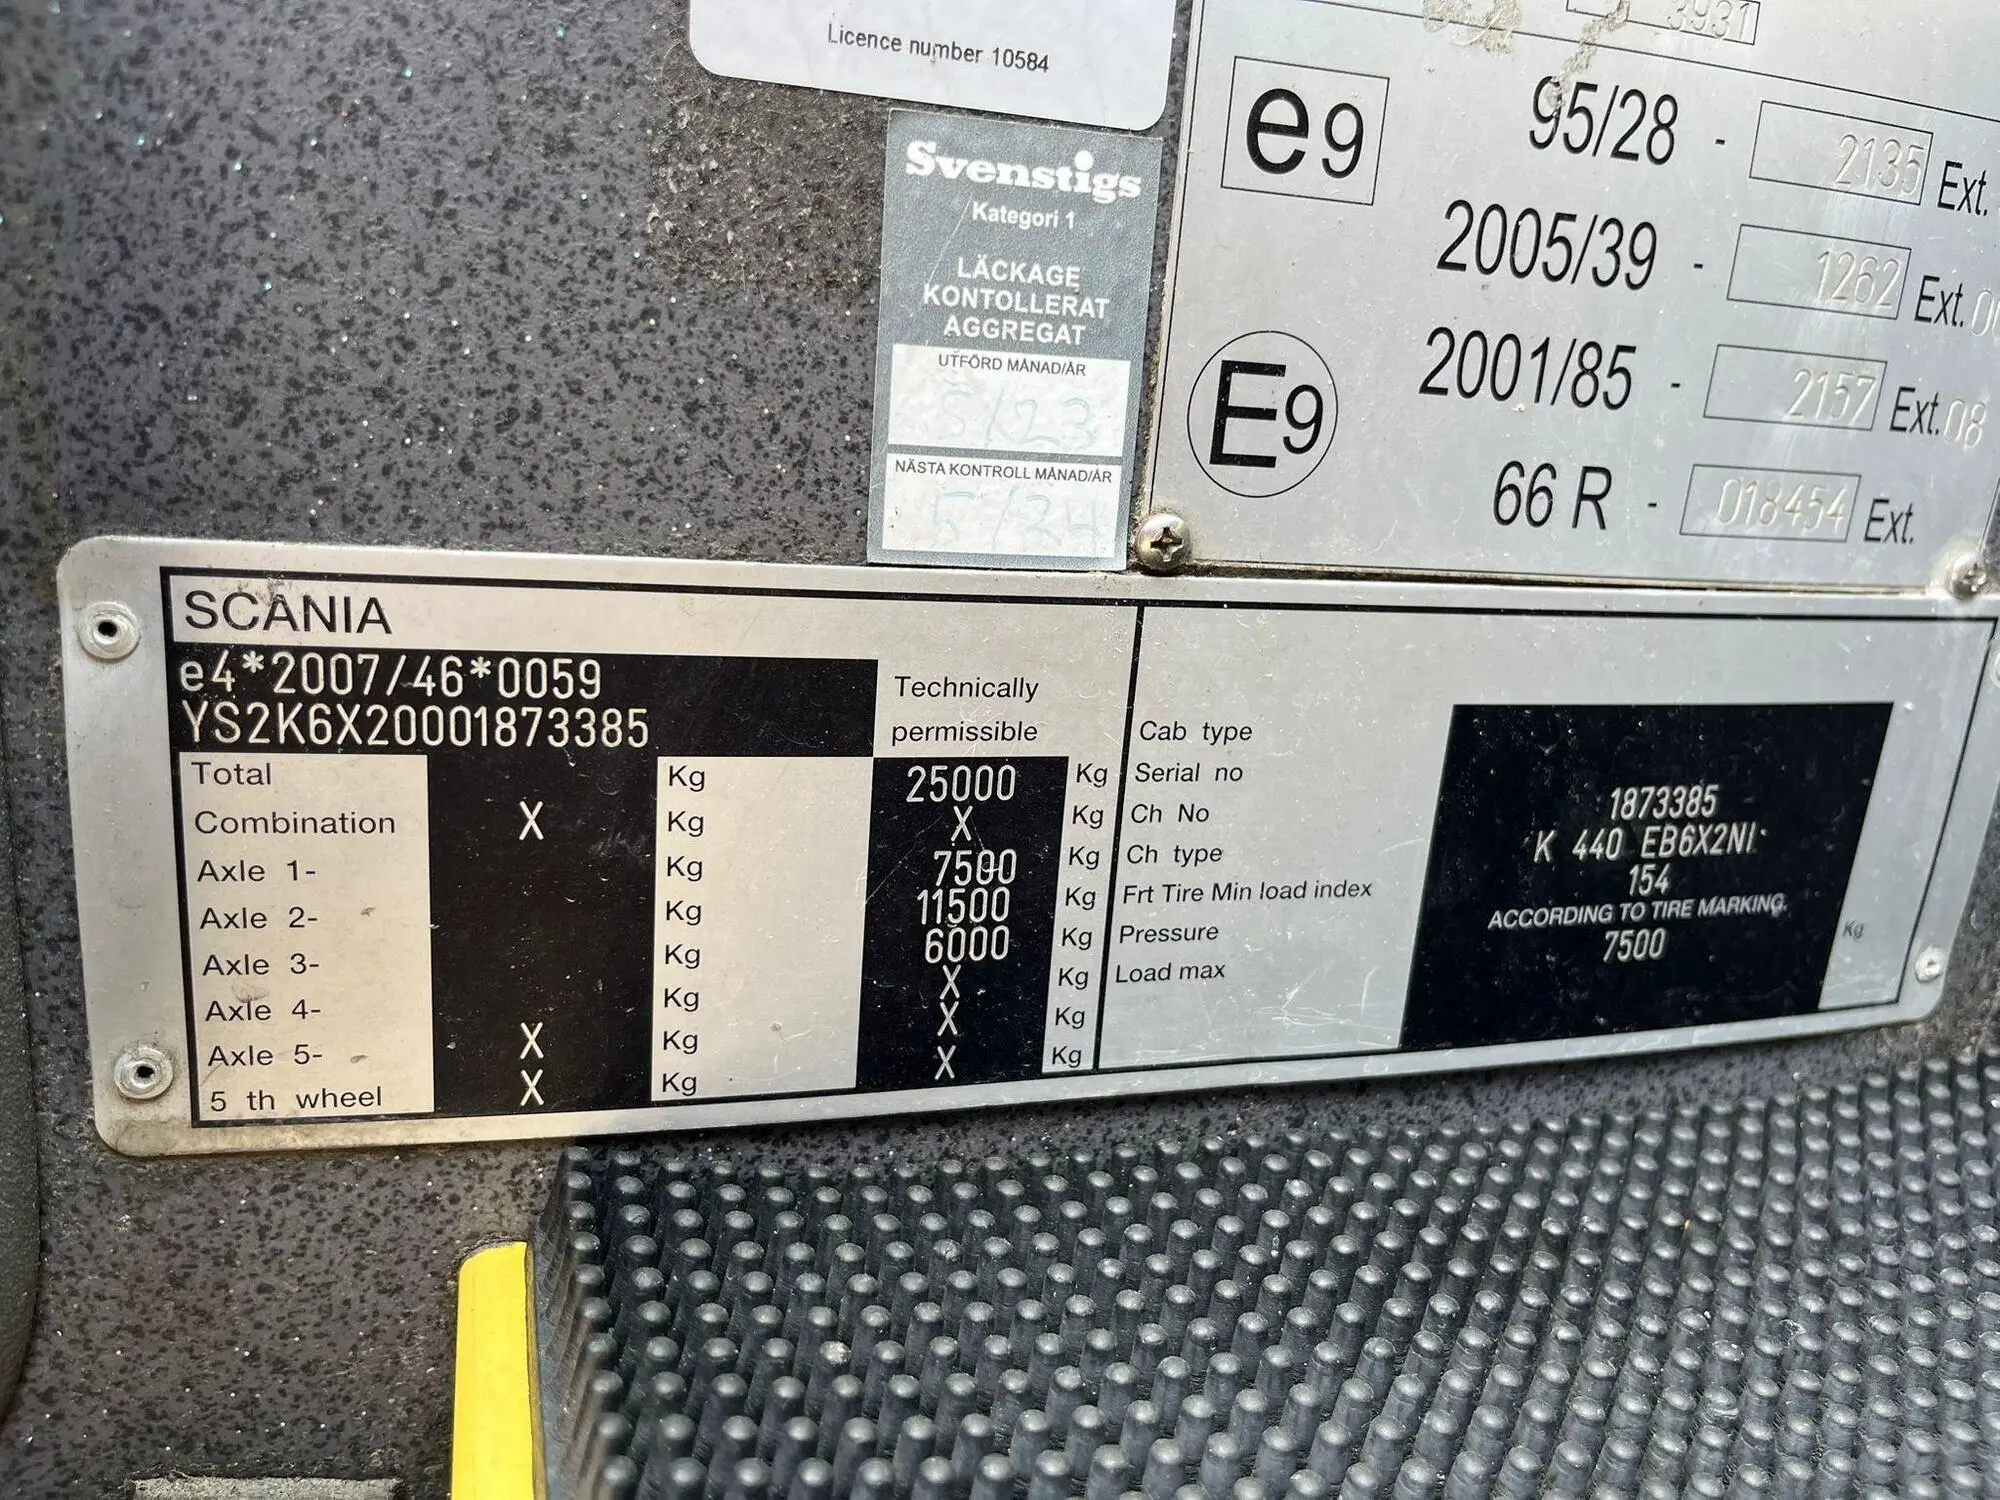 Licence number 10584
Svenstigs
Kategori 1
LÄCKAGE
KONTOLLERAT
AGGREGAT
UTFÖRD MÅNAD/ÅR
5/23
NÄSTA KONTROLL MÅNAD/ÅR
5/24
3931
e9 95/28 - 2135 Ext.
2005/39 - 1262 Ext.
E9 2001/85 - 2157 Ext. 08
66 R - 018454 Ext.
SCANIA
e4*2007/46*0059
YS2K6X20001873385
Technically
permissible
Total Kg 25000 Kg
Combination X Kg X Kg
Axle 1- Kg 7500 Kg
Axle 2- Kg 11500 Kg
Axle 3- Kg 6000 Kg
Axle 4- Kg X Kg
Axle 5- X Kg X Kg
5 th wheel X Kg X Kg
Cab type
Serial no 1873385
Ch No K 440 EB6X2NI
Ch type 154
Frt Tire Min load index ACCORDING TO TIRE MARKING.
Pressure 7500 Kg
Load max